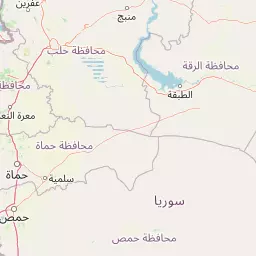 عفرين
منبج
محافظة حلب
محافظة الرقة
الطبقة
محافظة
معرة النع
محافظة حماة
حماة
سلمية
سوريا
حمص
محافظة حمص